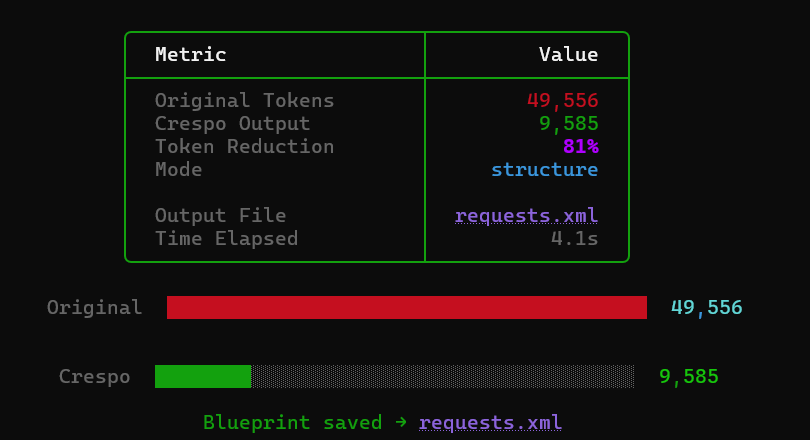 Metric Value
Original Tokens 49,556
Crespo Output 9,585
Token Reduction 81%
Mode structure
Output File requests.xml
Time Elapsed 4.1s
Original 49,556
Crespo 9,585
Blueprint saved → requests.xml